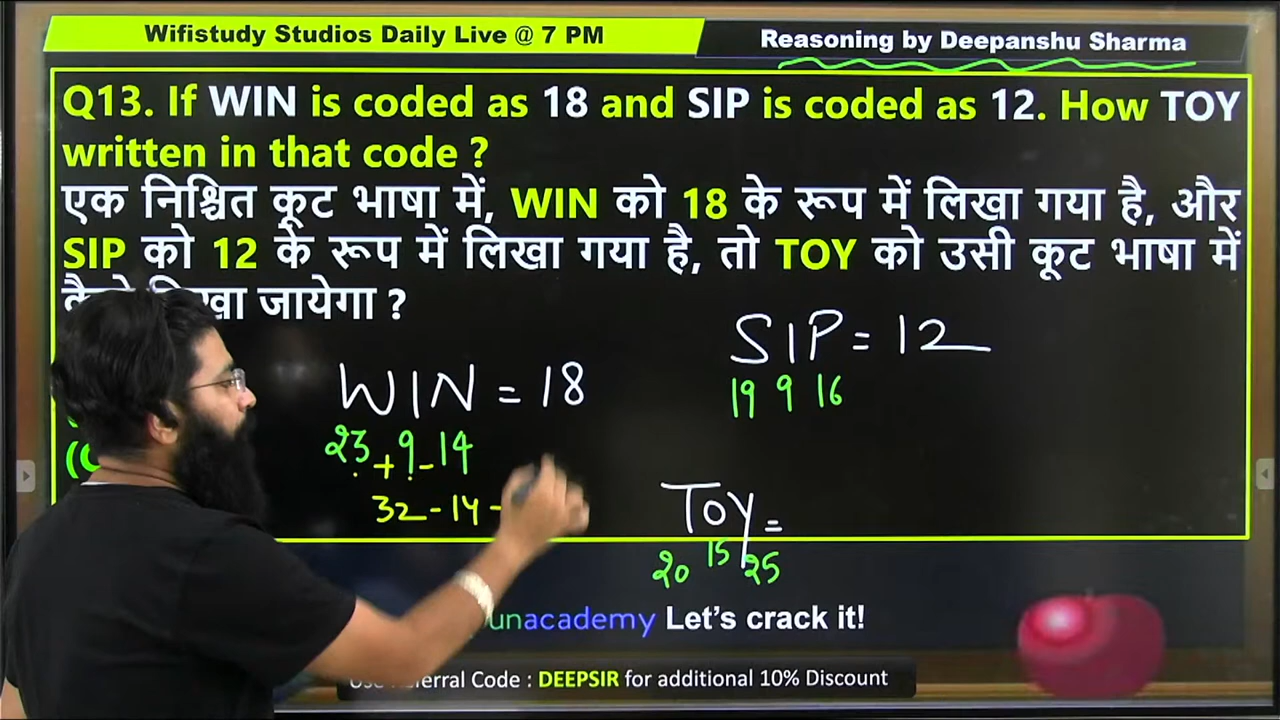 Wifistudy Studios Daily Live @ 7 PM
Reasoning by Deepanshu Sharma
Q13. If WIN is coded as 18 and SIP is coded as 12. How TOY
written in that code ?
एक निश्चित कूट भाषा में, WIN को 18 के रूप में लिखा गया है, और
SIP को 12 के रूप में लिखा गया है, तो TOY को उसी कूट भाषा में
जायेगा ?
SIP = 12
19 9 16
WIN = 18
23 + 9 - 14
32 - 14 -
TOY =
20 15 25
unacademy Let's crack it!
Referral Code : DEEPSIR for additional 10% Discount